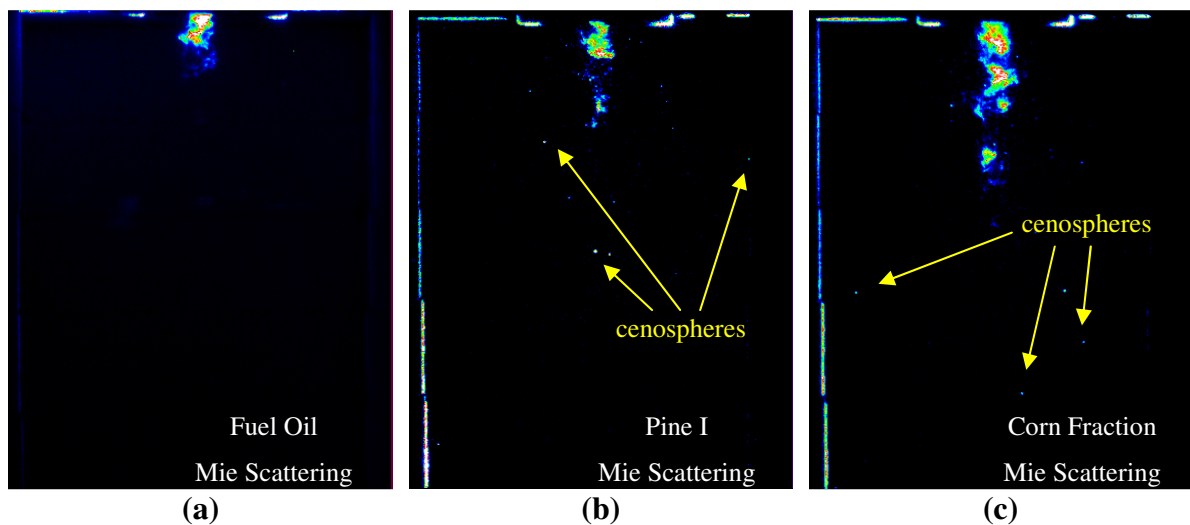 cenospheres
cenospheres
Fuel Oil
Mie Scattering
Pine I
Mie Scattering
Corn Fraction
Mie Scattering
(a)
(b)
(c)